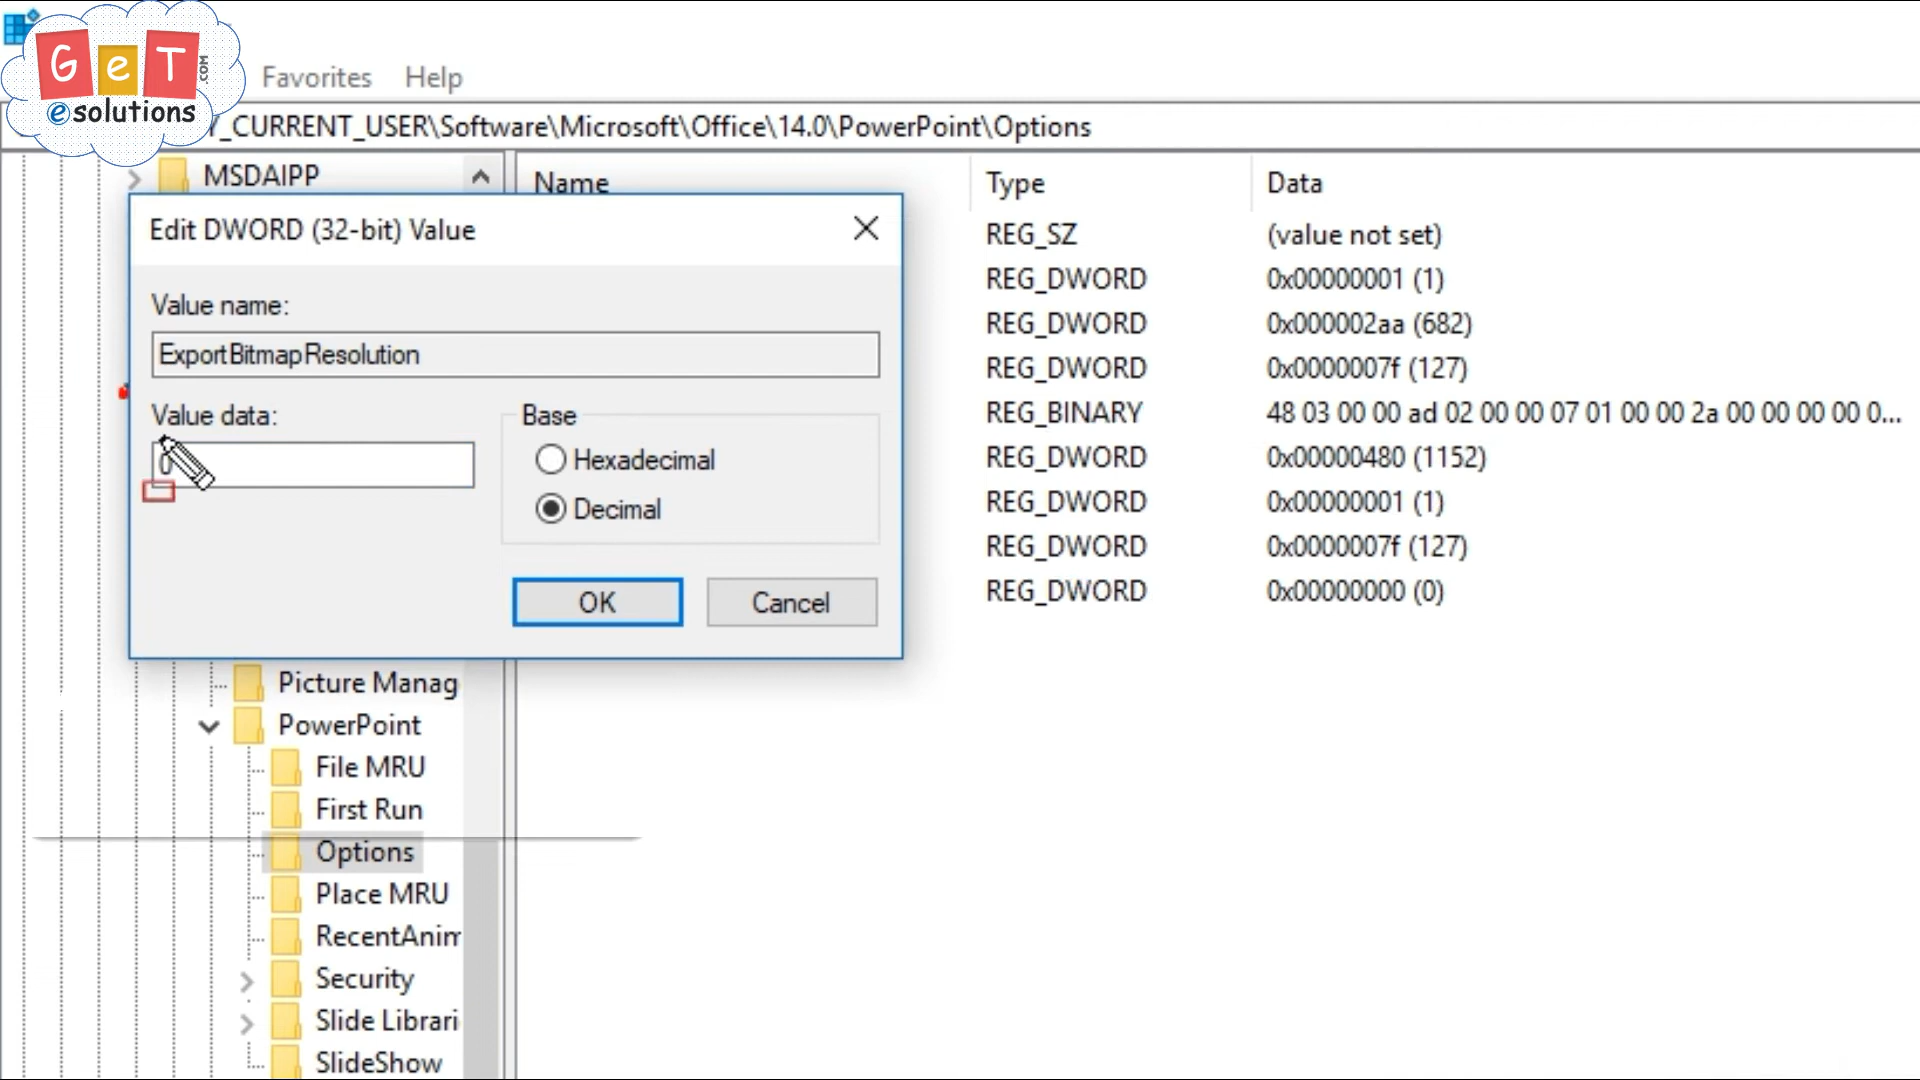 GeT.com
esolutions
Favorites Help
Y_CURRENT_USER\Software\Microsoft\Office\14.0\PowerPoint\Options
MSDAIPP
Name Type Data
Edit DWORD (32-bit) Value
Value name:
ExportBitmapResolution
Value data:
0
Base
Hexadecimal
Decimal
OK Cancel
REG_SZ (value not set)
REG_DWORD 0x00000001 (1)
REG_DWORD 0x000002aa (682)
REG_DWORD 0x0000007f (127)
REG_BINARY 48 03 00 00 ad 02 00 00 07 01 00 00 2a 00 00 00 00 0...
REG_DWORD 0x00000480 (1152)
REG_DWORD 0x00000001 (1)
REG_DWORD 0x0000007f (127)
REG_DWORD 0x00000000 (0)
Picture Manag
PowerPoint
File MRU
First Run
Options
Place MRU
RecentAnim
Security
Slide Librari
SlideShow